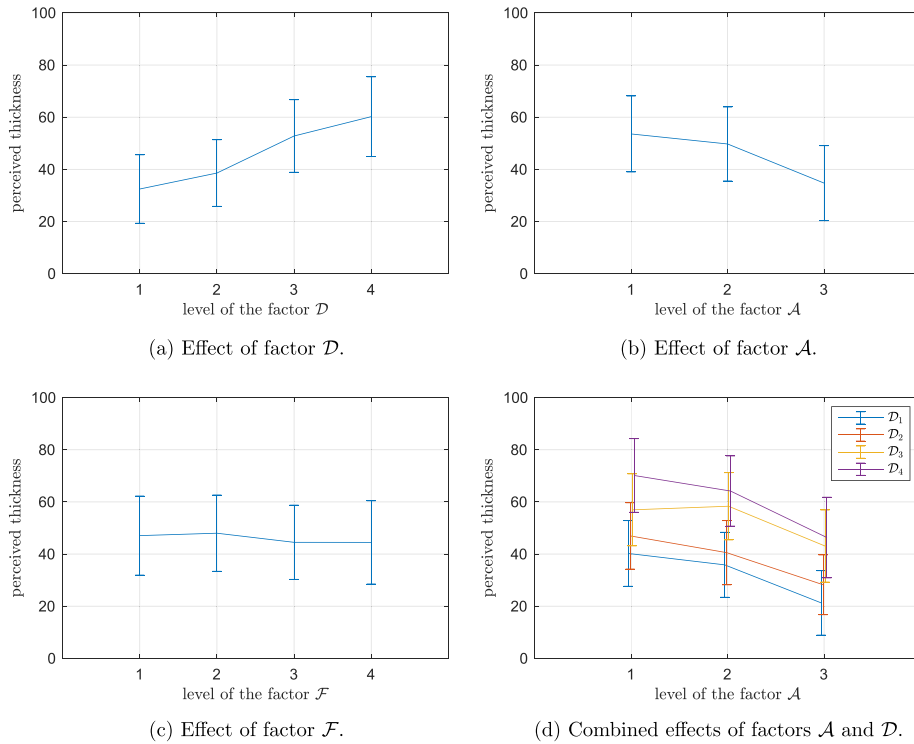 100
80
60
40
20
0
perceived thickness
1 2 3 4
level of the factor 𝒟
(a) Effect of factor 𝒟.
100
80
60
40
20
0
perceived thickness
1 2 3
level of the factor 𝒜
(b) Effect of factor 𝒜.
100
80
60
40
20
0
perceived thickness
1 2 3 4
level of the factor ℱ
(c) Effect of factor ℱ.
100
80
60
40
20
0
perceived thickness
𝒟₁
𝒟₂
𝒟₃
𝒟₄
1 2 3
level of the factor 𝒜
(d) Combined effects of factors 𝒜 and 𝒟.